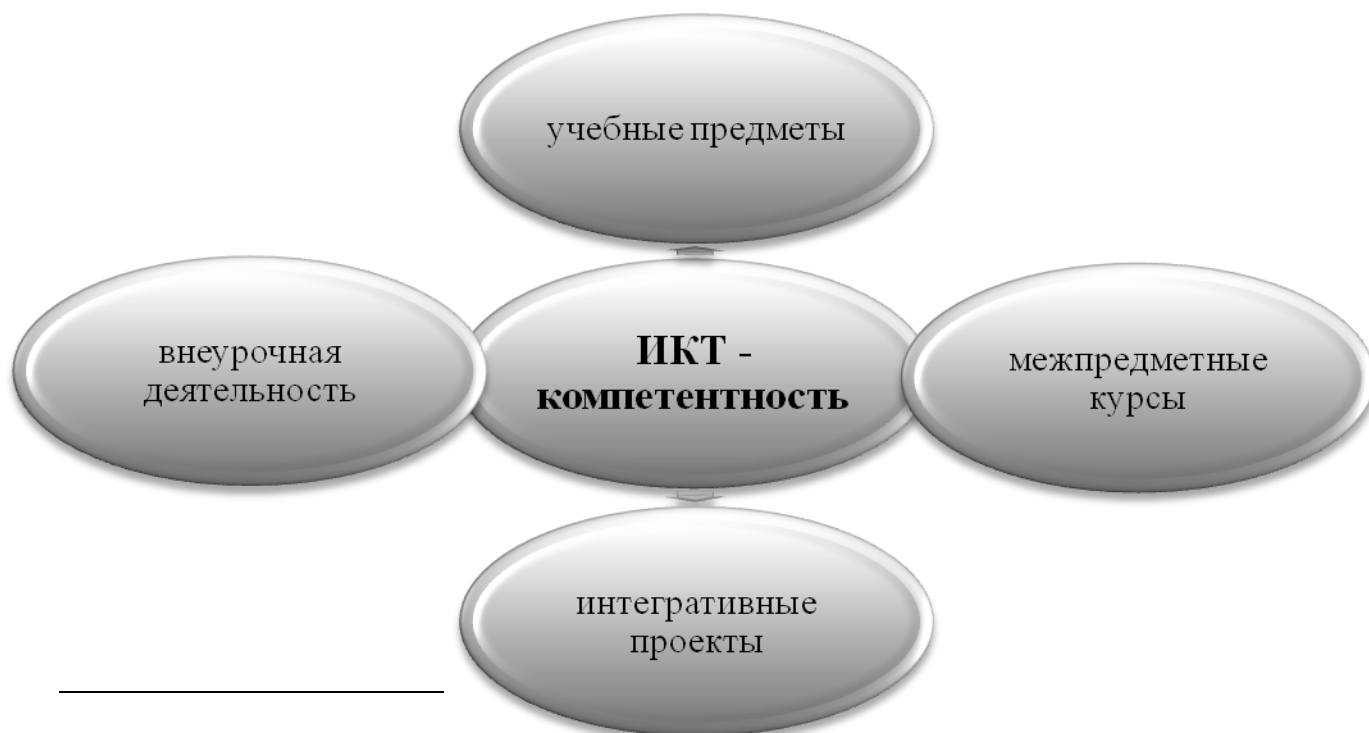 учебные предметы
внеурочная
деятельность
ИКТ -
компетентность
межпредметные
курсы
интегративные
проекты